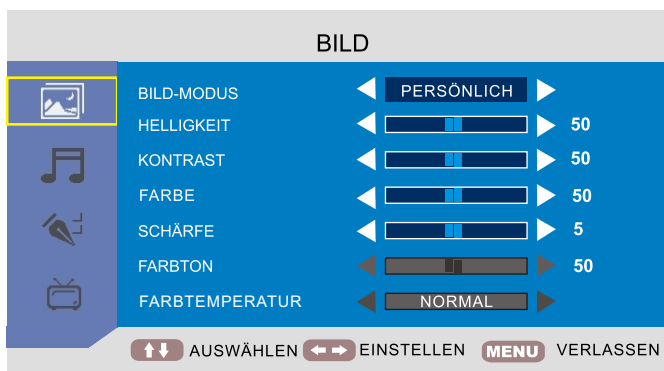 BILD
BILD-MODUS PERSÖNLICH
HELLIGKEIT 50
KONTRAST 50
FARBE 50
SCHÄRFE 5
FARBTON 50
FARBTEMPERATUR NORMAL
AUSWÄHLEN EINSTELLEN MENU VERLASSEN